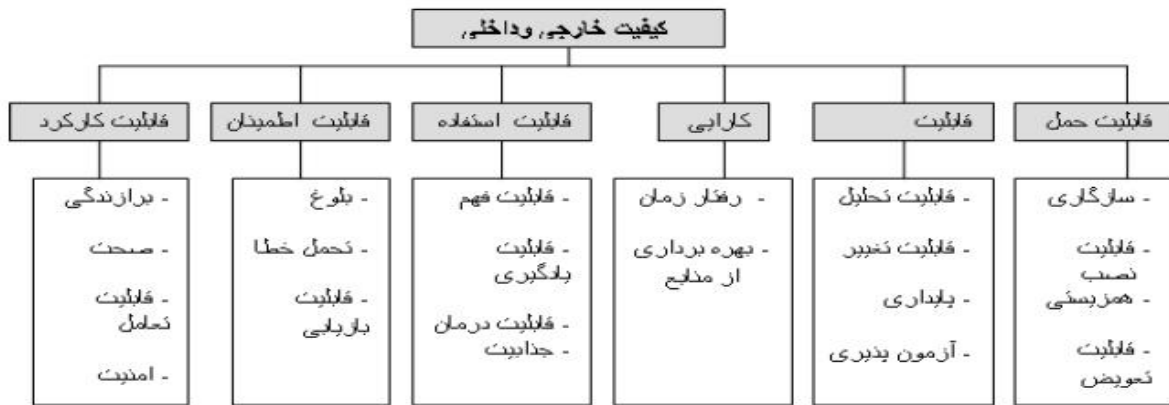 کیفیت خارجی وداخلی
قابلیت حمل
قابلیت
کارایی
قابلیت استفاده
قابلیت اطمینان
قابلیت کارکرد
- سازگاری
- قابلیت
نصب
- همزیستی
- قابلیت
تعویض
- قابلیت تحلیل
- قابلیت تغییر
- پایداری
- آزمون پذیری
- رفتار زمان
- بهره برداری
از منابع
- قابلیت فهم
- قابلیت
یادگیری
- قابلیت درمان
- جذابیت
- بلوغ
- تحمل خطا
- قابلیت
بازیابی
- برازندگی
- صحت
- قابلیت
تعامل
- امنیت